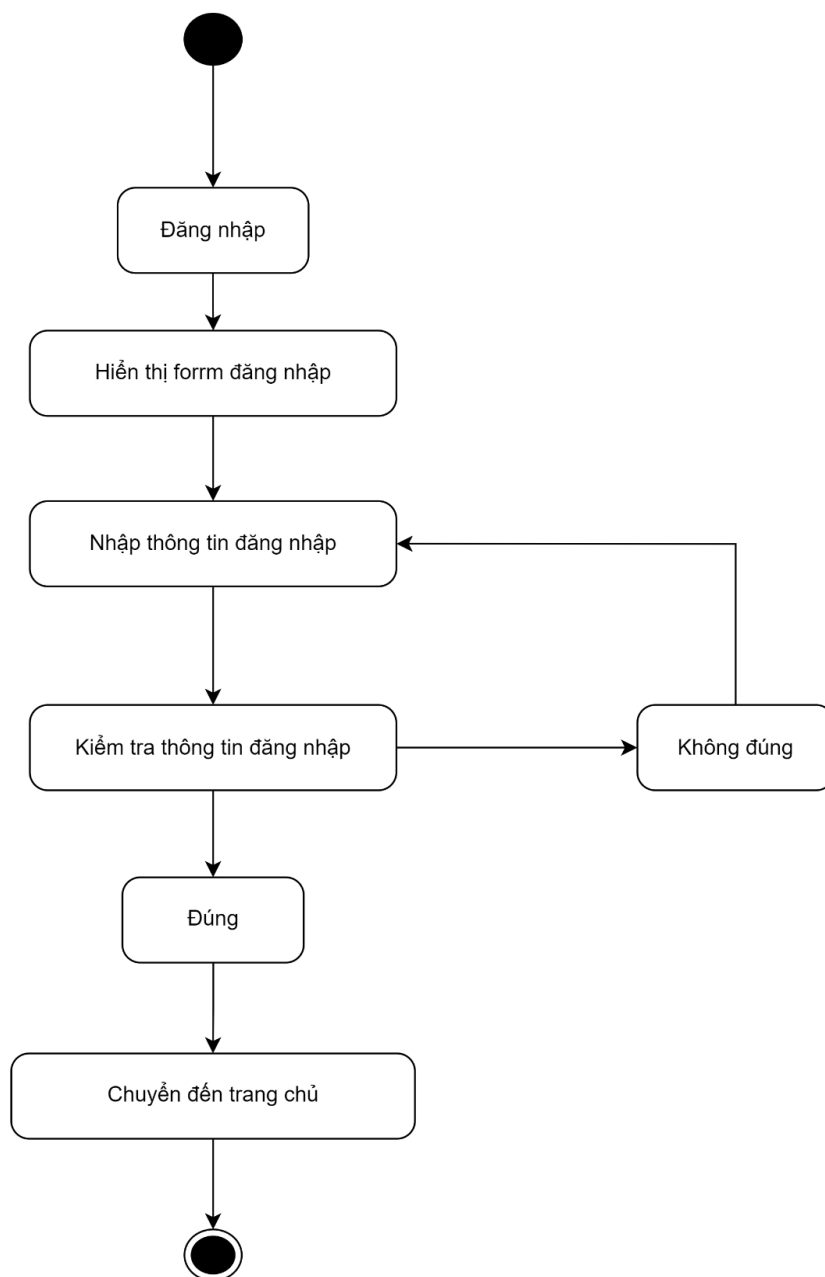 Đăng nhập
Hiển thị forrm đăng nhập
Nhập thông tin đăng nhập
Kiểm tra thông tin đăng nhập
Không đúng
Đúng
Chuyển đến trang chủ